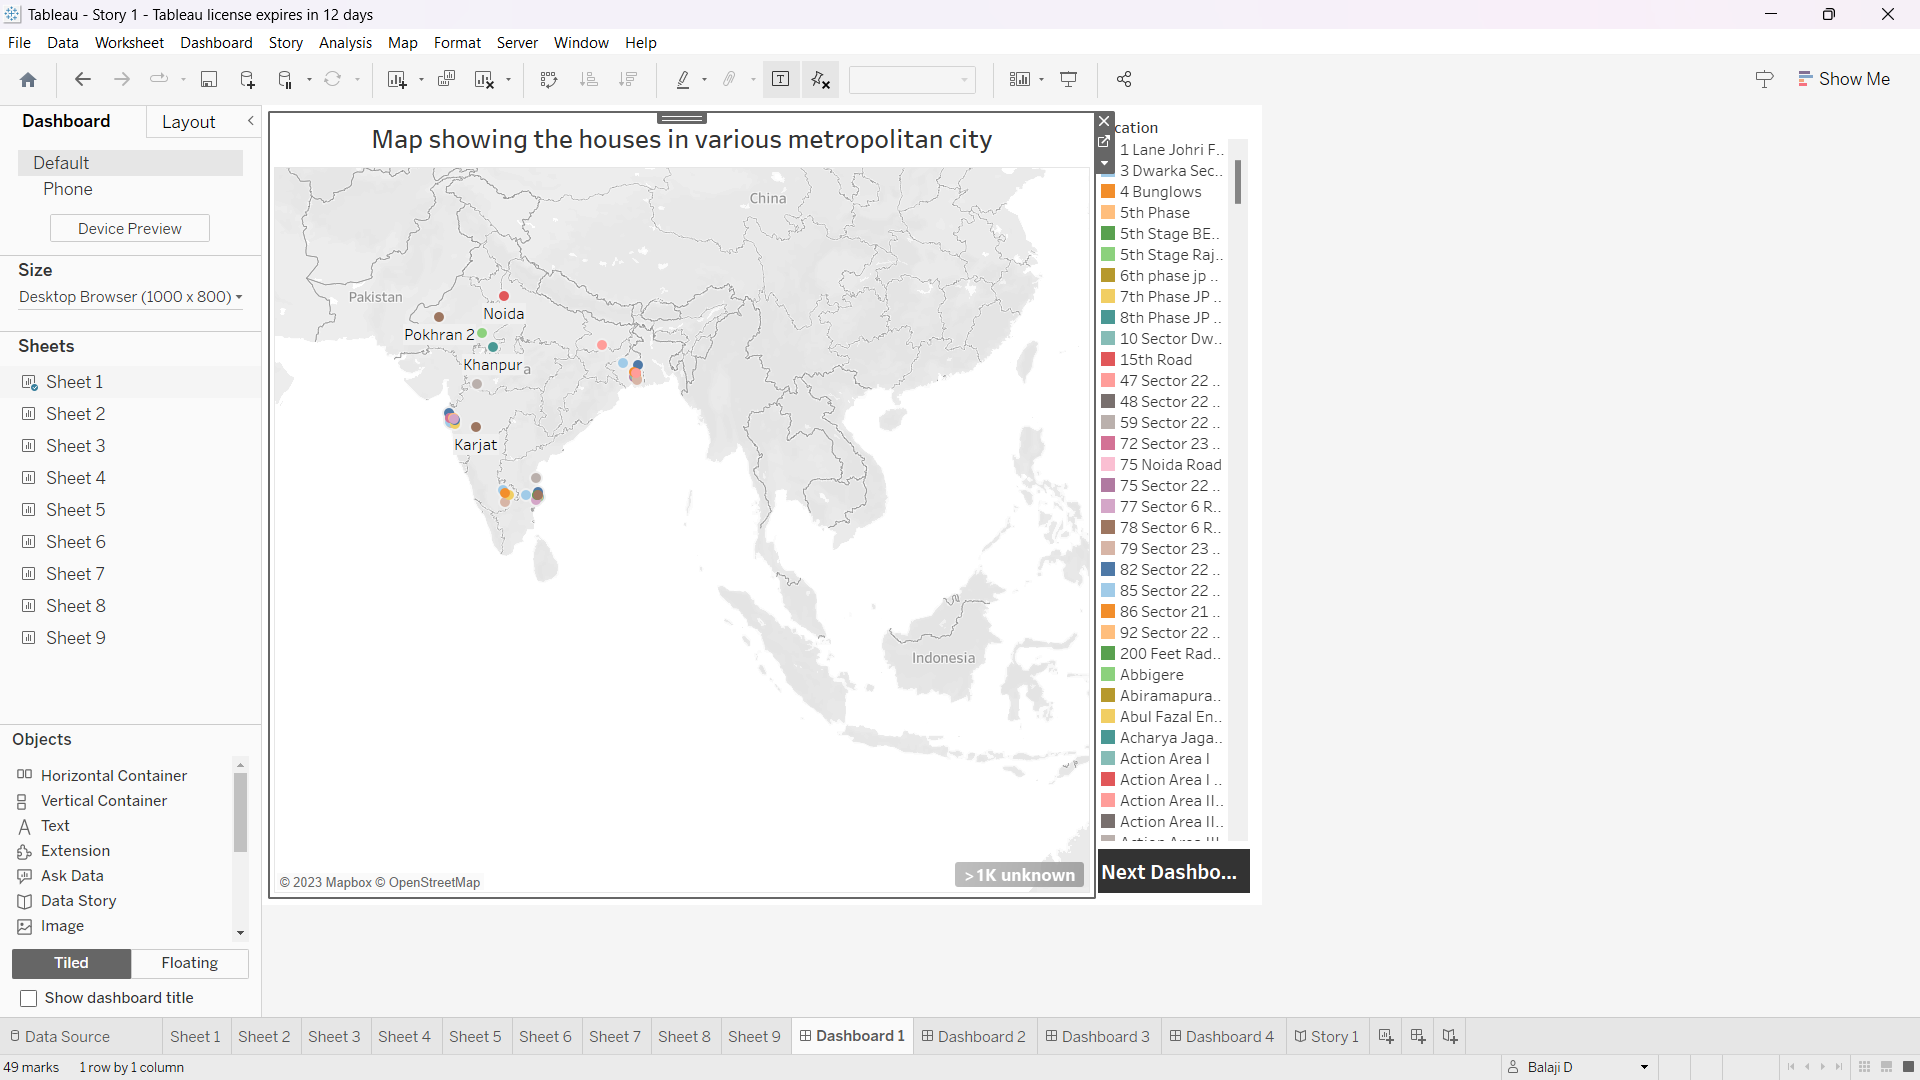 Tableau - Story 1 - Tableau license expires in 12 days
File Data Worksheet Dashboard Story Analysis Map Format Server Window Help
Show Me
Dashboard Layout
Default
Phone
Device Preview
Size
Desktop Browser (1000 x 800)
Sheets
Sheet 1
Sheet 2
Sheet 3
Sheet 4
Sheet 5
Sheet 6
Sheet 7
Sheet 8
Sheet 9
Objects
Horizontal Container
Vertical Container
Text
Extension
Ask Data
Data Story
Image
Tiled Floating
Show dashboard title
Map showing the houses in various metropolitan city
China
Pakistan
Noida
Pokhran 2
Khanpur
Karjat
Indonesia
© 2023 Mapbox © OpenStreetMap
>1K unknown
cation
1 Lane Johri F..
3 Dwarka Sec..
4 Bunglows
5th Phase
5th Stage BE..
5th Stage Raj..
6th phase jp ..
7th Phase JP ..
8th Phase JP ..
10 Sector Dw..
15th Road
47 Sector 22 ..
48 Sector 22 ..
59 Sector 22 ..
72 Sector 23 ..
75 Noida Road
75 Sector 22 ..
77 Sector 6 R..
78 Sector 6 R..
79 Sector 23 ..
82 Sector 22 ..
85 Sector 22 ..
86 Sector 21 ..
92 Sector 22 ..
200 Feet Rad..
Abbigere
Abiramapura..
Abul Fazal En..
Acharya Jaga..
Action Area I
Action Area I ..
Action Area II..
Action Area II..
Next Dashbo...
Data Source Sheet 1 Sheet 2 Sheet 3 Sheet 4 Sheet 5 Sheet 6 Sheet 7 Sheet 8 Sheet 9 Dashboard 1 Dashboard 2 Dashboard 3 Dashboard 4 Story 1
49 marks 1 row by 1 column Balaji D